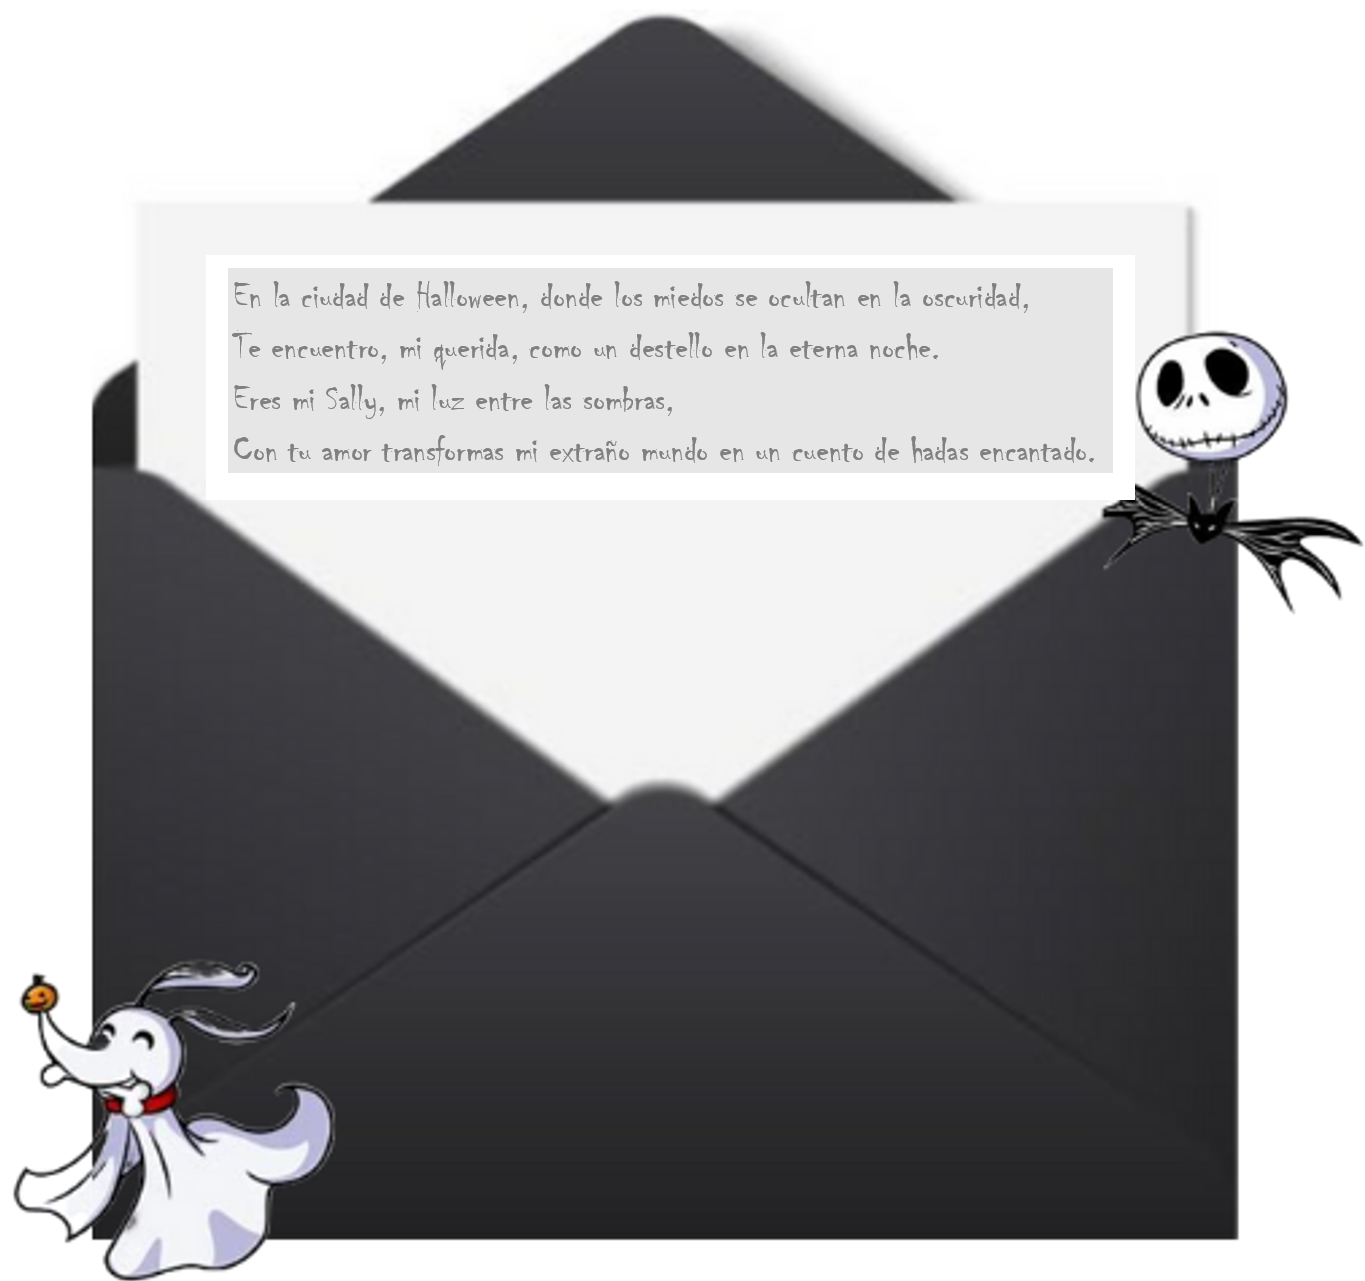 En la ciudad de Halloween, donde los miedos se ocultan en la oscuridad,
Te encuentro, mi querida, como un destello en la eterna noche.
Eres mi Sally, mi luz entre las sombras,
Con tu amor transformas mi extraño mundo en un cuento de hadas encantado.